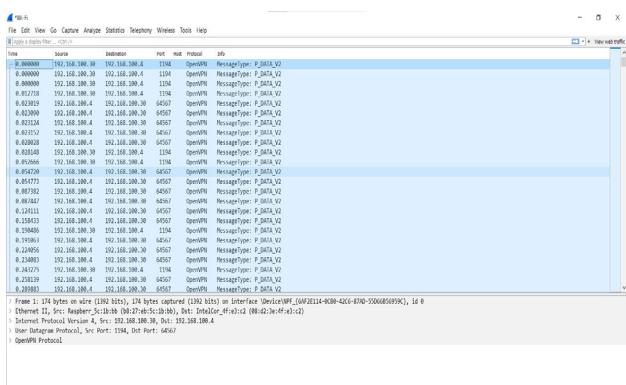 *Wi-Fi
File Edit View Go Capture Analyze Statistics Telephony Wireless Tools Help
Apply a display filter ... <Ctrl-/>
View web traffic
Time Source Destination Port Host Protocol Info
0.000000 192.168.100.30 192.168.100.4 1194 OpenVPN MessageType: P_DATA_V2
0.000000 192.168.100.30 192.168.100.4 1194 OpenVPN MessageType: P_DATA_V2
0.000000 192.168.100.30 192.168.100.4 1194 OpenVPN MessageType: P_DATA_V2
0.012718 192.168.100.30 192.168.100.4 1194 OpenVPN MessageType: P_DATA_V2
0.023019 192.168.100.4 192.168.100.30 64567 OpenVPN MessageType: P_DATA_V2
0.023090 192.168.100.4 192.168.100.30 64567 OpenVPN MessageType: P_DATA_V2
0.023124 192.168.100.4 192.168.100.30 64567 OpenVPN MessageType: P_DATA_V2
0.023152 192.168.100.4 192.168.100.30 64567 OpenVPN MessageType: P_DATA_V2
0.028028 192.168.100.4 192.168.100.30 64567 OpenVPN MessageType: P_DATA_V2
0.028148 192.168.100.30 192.168.100.4 1194 OpenVPN MessageType: P_DATA_V2
0.052666 192.168.100.30 192.168.100.4 1194 OpenVPN MessageType: P_DATA_V2
0.054720 192.168.100.4 192.168.100.30 64567 OpenVPN MessageType: P_DATA_V2
0.054773 192.168.100.4 192.168.100.30 64567 OpenVPN MessageType: P_DATA_V2
0.087382 192.168.100.4 192.168.100.30 64567 OpenVPN MessageType: P_DATA_V2
0.087447 192.168.100.4 192.168.100.30 64567 OpenVPN MessageType: P_DATA_V2
0.124111 192.168.100.4 192.168.100.30 64567 OpenVPN MessageType: P_DATA_V2
0.158433 192.168.100.4 192.168.100.30 64567 OpenVPN MessageType: P_DATA_V2
0.190486 192.168.100.30 192.168.100.4 1194 OpenVPN MessageType: P_DATA_V2
0.191063 192.168.100.4 192.168.100.30 64567 OpenVPN MessageType: P_DATA_V2
0.224056 192.168.100.4 192.168.100.30 64567 OpenVPN MessageType: P_DATA_V2
0.234083 192.168.100.4 192.168.100.30 64567 OpenVPN MessageType: P_DATA_V2
0.243275 192.168.100.30 192.168.100.4 1194 OpenVPN MessageType: P_DATA_V2
0.258139 192.168.100.4 192.168.100.30 64567 OpenVPN MessageType: P_DATA_V2
0.289883 192.168.100.4 192.168.100.30 64567 OpenVPN MessageType: P_DATA_V2
Frame 1: 174 bytes on wire (1392 bits), 174 bytes captured (1392 bits) on interface
Ethernet II, Src: Raspberr_5c:1b:bb (b8:27:eb:5c:1b:bb), Dst: IntelCor_4f:e3:c2 (08:d2:3e:4f:e3:c2)
Internet Protocol Version 4, Src: 192.168.100.30, Dst: 192.168.100.4
User Datagram Protocol, Src Port: 1194, Dst Port: 64567
OpenVPN Protocol